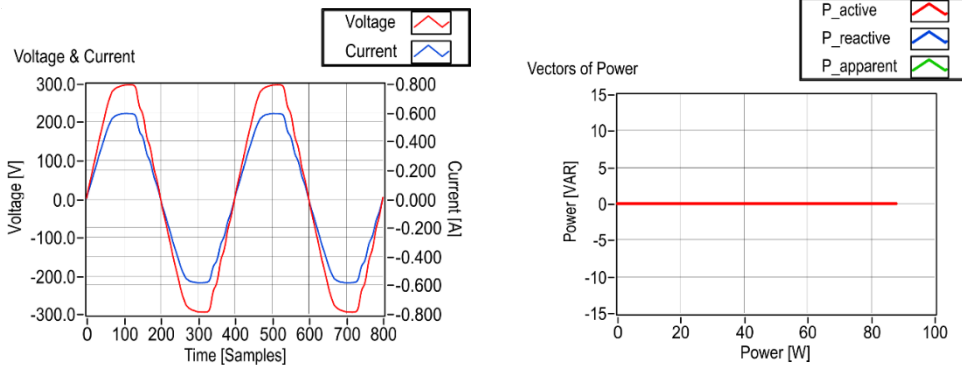 Voltage
Current
Voltage & Current
300.0
200.0
100.0
0.0
-100.0
-200.0
-300.0
Voltage [V]
-0.800
-0.600
-0.400
-0.200
-0.000
-0.200
-0.400
-0.600
-0.800
Current [A]
0 100 200 300 400 500 600 700 800
Time [Samples]
P_active
P_reactive
P_apparent
Vectors of Power
15
10
5
0
-5
-10
-15
Power [VAR]
0 20 40 60 80 100
Power [W]